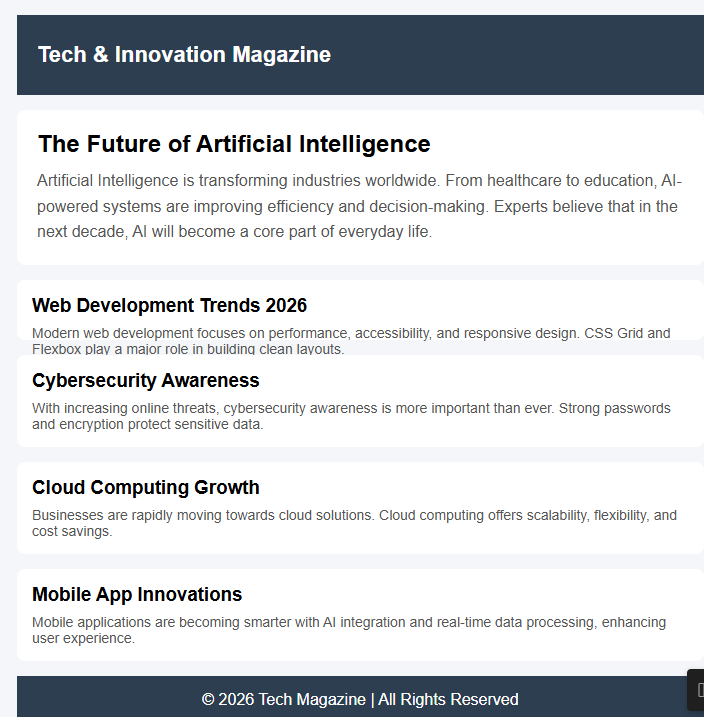 Tech & Innovation Magazine
The Future of Artificial Intelligence
Artificial Intelligence is transforming industries worldwide. From healthcare to education, AI-
powered systems are improving efficiency and decision-making. Experts believe that in the
next decade, AI will become a core part of everyday life.
Web Development Trends 2026
Modern web development focuses on performance, accessibility, and responsive design. CSS Grid and
Flexbox play a major role in building clean layouts.
Cybersecurity Awareness
With increasing online threats, cybersecurity awareness is more important than ever. Strong passwords
and encryption protect sensitive data.
Cloud Computing Growth
Businesses are rapidly moving towards cloud solutions. Cloud computing offers scalability, flexibility, and
cost savings.
Mobile App Innovations
Mobile applications are becoming smarter with AI integration and real-time data processing, enhancing
user experience.
© 2026 Tech Magazine | All Rights Reserved